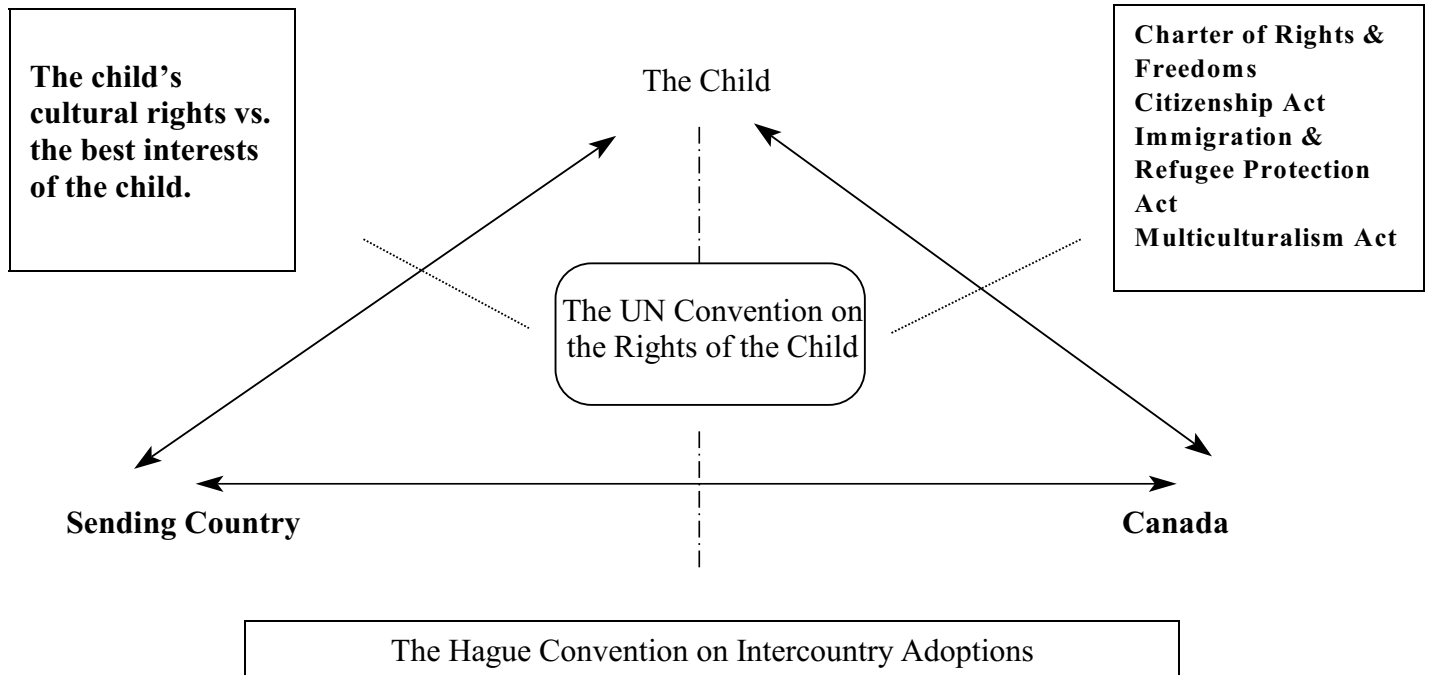 The child’s
cultural rights vs.
the best interests
of the child.
The Child
Charter of Rights &
Freedoms
Citizenship Act
Immigration &
Refugee Protection
Act
Multiculturalism Act
The UN Convention on
the Rights of the Child
Sending Country
Canada
The Hague Convention on Intercountry Adoptions